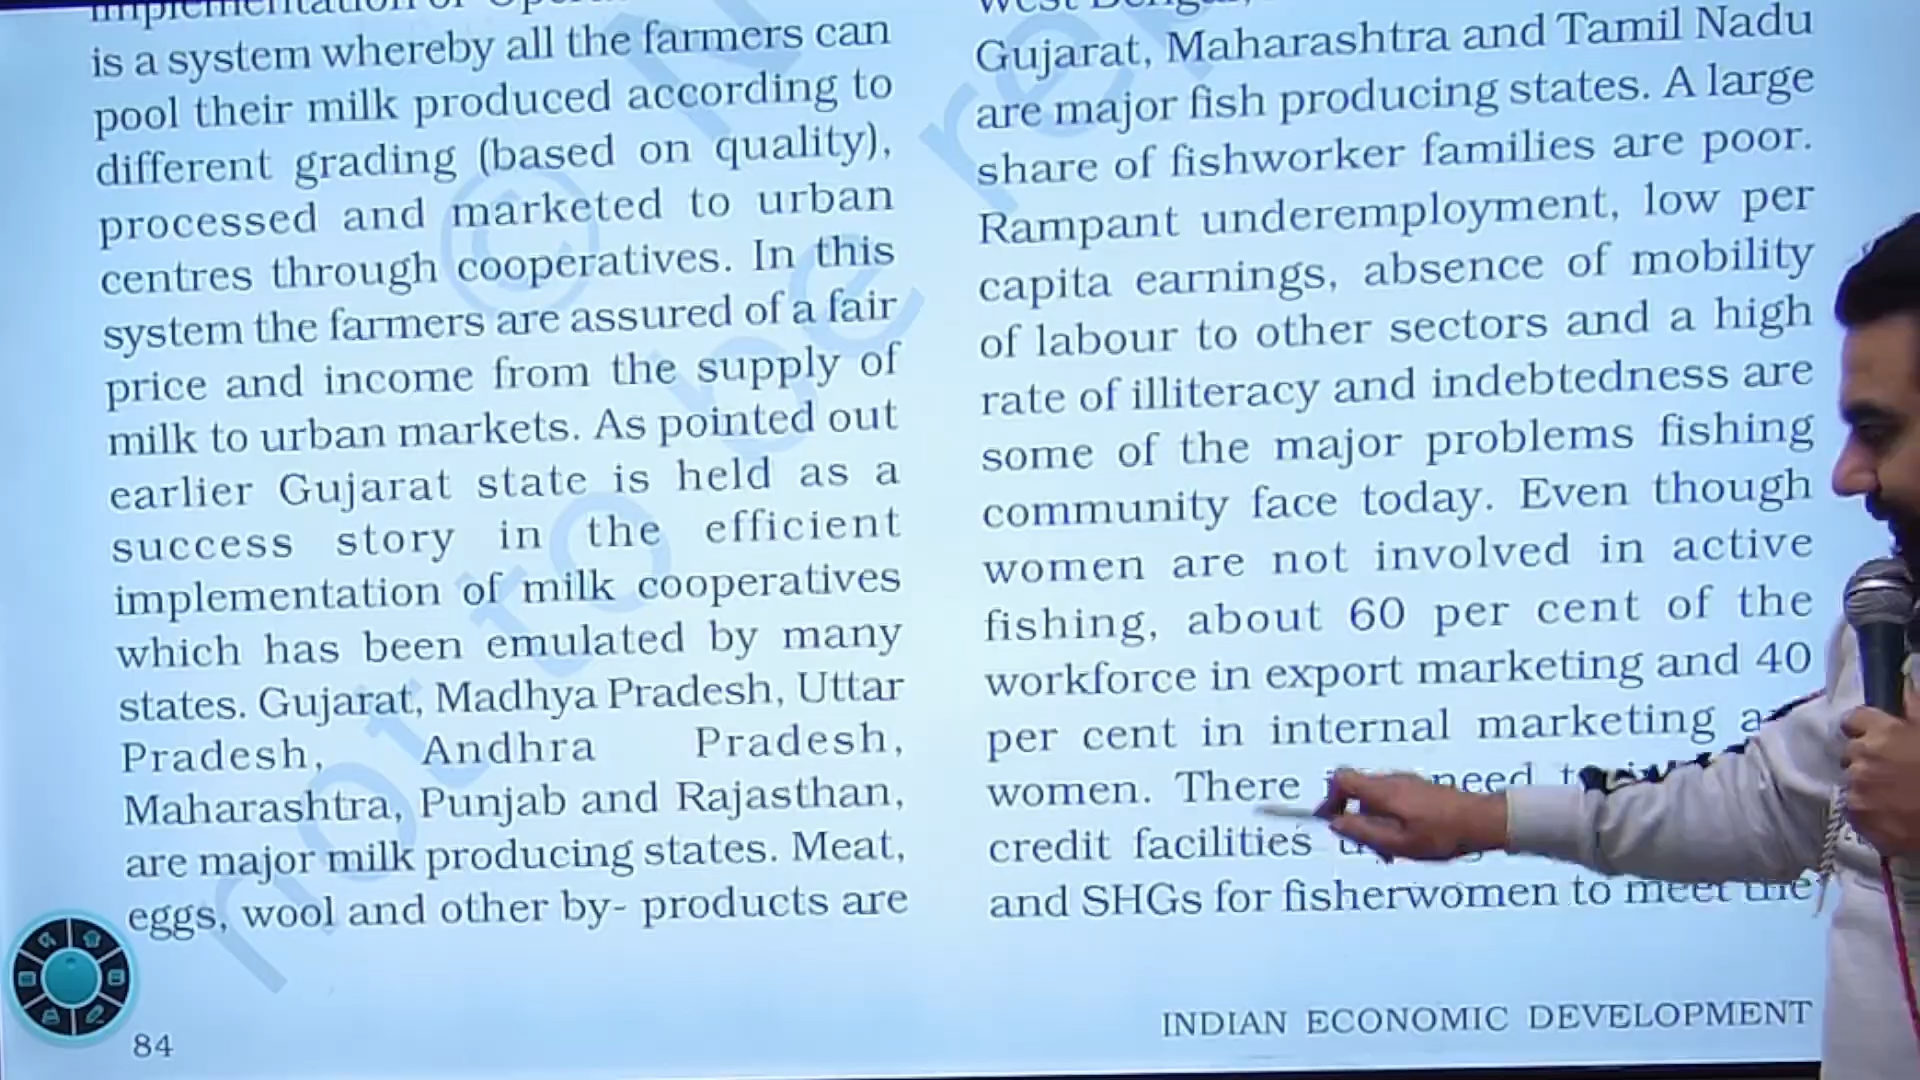 is a system whereby all the farmers can
pool their milk produced according to
different grading (based on quality),
processed and marketed to urban
centres through cooperatives. In this
system the farmers are assured of a fair
price and income from the supply of
milk to urban markets. As pointed out
earlier Gujarat state is held as a
success story in the efficient
implementation of milk cooperatives
which has been emulated by many
states. Gujarat, Madhya Pradesh, Uttar
Pradesh, Andhra Pradesh,
Maharashtra, Punjab and Rajasthan,
are major milk producing states. Meat,
eggs, wool and other by- products are
84
Gujarat, Maharashtra and Tamil Nadu
are major fish producing states. A large
share of fishworker families are poor.
Rampant underemployment, low per
capita earnings, absence of mobility
of labour to other sectors and a high
rate of illiteracy and indebtedness are
some of the major problems fishing
community face today. Even though
women are not involved in active
fishing, about 60 per cent of the
workforce in export marketing and 40
per cent in internal marketing
women. There need
credit facilities
and SHGs for fisherwomen to meet the
INDIAN ECONOMIC DEVELOPMENT
© not to be